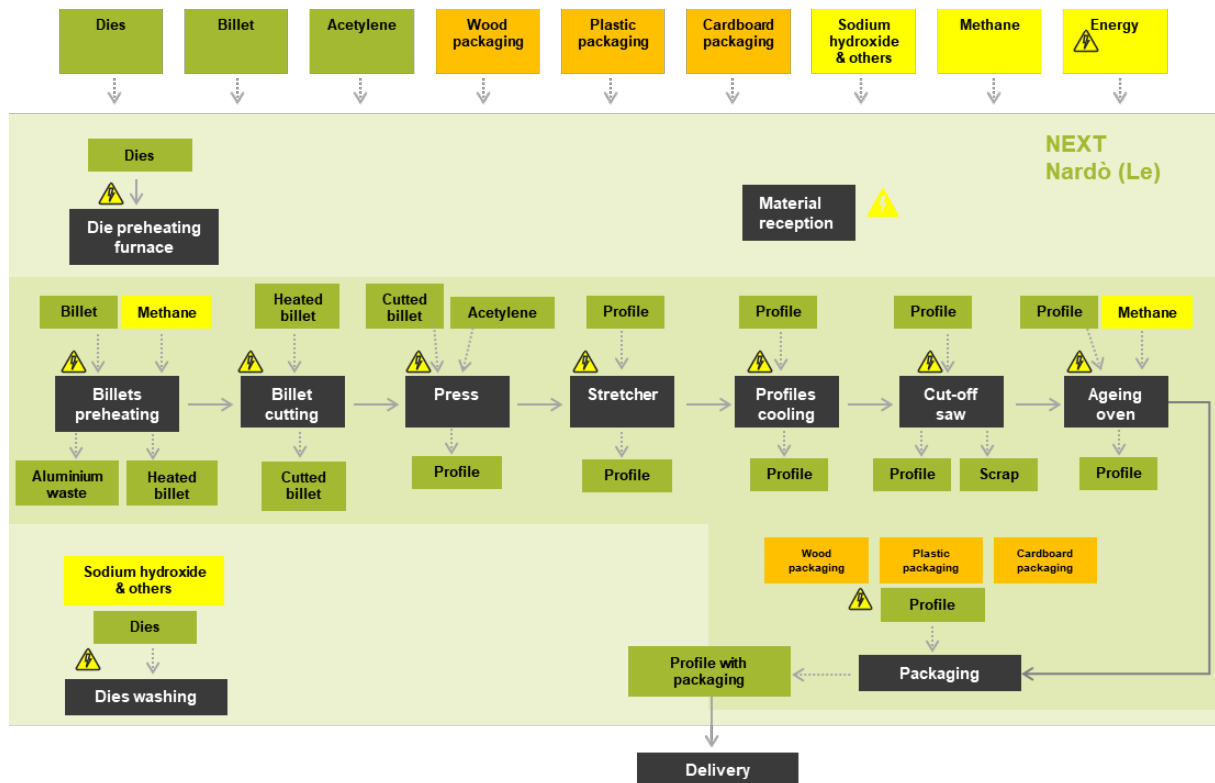 Dies
Billet
Acetylene
Wood
packaging
Plastic
packaging
Cardboard
packaging
Sodium
hydroxide
& others
Methane
Energy
NEXT
Nardò (Le)
Dies
Die preheating
furnace
Material
reception
Billet
Methane
Heated
billet
Cutted
billet
Acetylene
Profile
Profile
Profile
Profile
Methane
Billets
preheating
Billet
cutting
Press
Stretcher
Profiles
cooling
Cut-off
saw
Ageing
oven
Aluminium
waste
Heated
billet
Cutted
billet
Profile
Profile
Profile
Profile
Scrap
Profile
Sodium hydroxide
& others
Dies
Dies washing
Wood
packaging
Plastic
packaging
Cardboard
packaging
Profile
Profile with
packaging
Packaging
Delivery